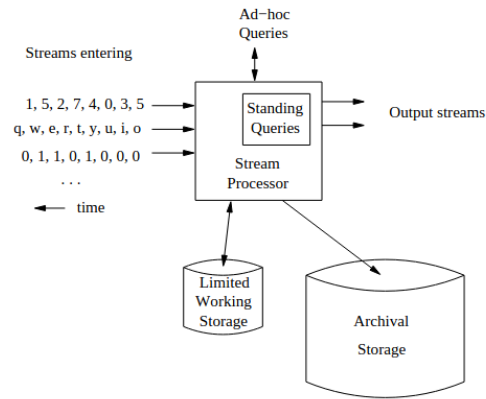 Ad−hoc
Queries
Streams entering
1, 5, 2, 7, 4, 0, 3, 5
q, w, e, r, t, y, u, i, o
0, 1, 1, 0, 1, 0, 0, 0
. . .
time
Standing
Queries
Stream
Processor
Output streams
Limited
Working
Storage
Archival
Storage